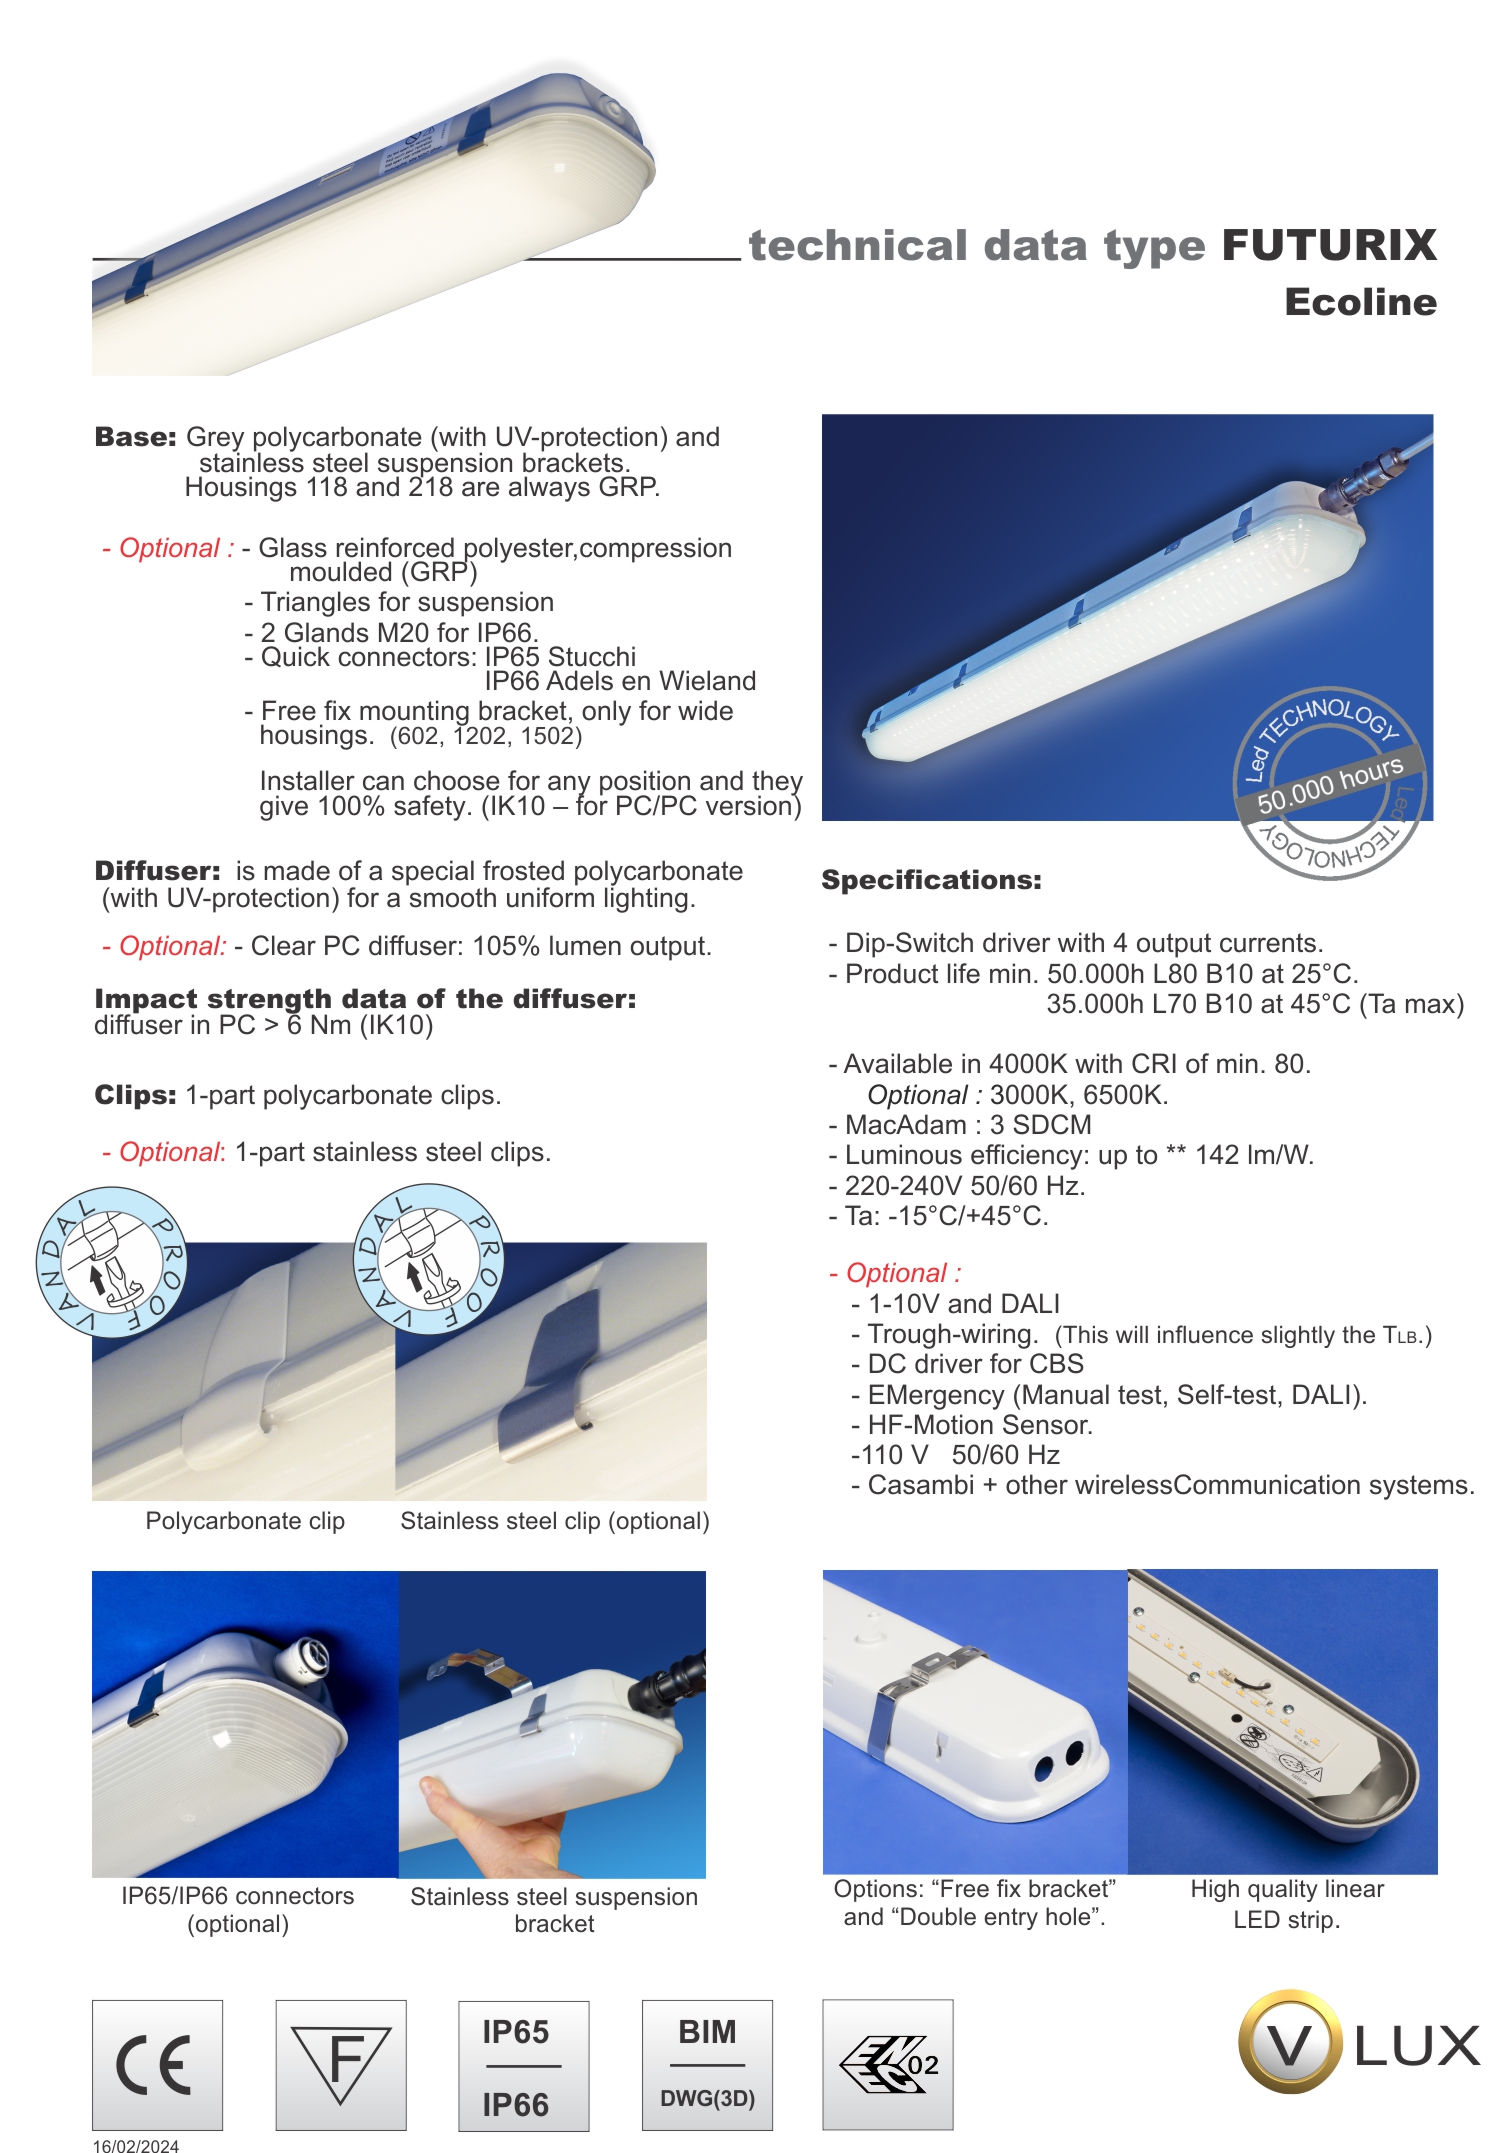 technical data type FUTURIX
Ecoline
Base: Grey polycarbonate (with UV-protection) and
stainless steel suspension brackets.
Housings 118 and 218 are always GRP.
- Optional : - Glass reinforced polyester,compression
moulded (GRP)
- Triangles for suspension
- 2 Glands M20 for IP66.
- Quick connectors: IP65 Stucchi
IP66 Adels en Wieland
- Free fix mounting bracket, only for wide
housings. (602, 1202, 1502)
Installer can choose for any position and they
give 100% safety. (IK10 – for PC/PC version)
Diffuser: is made of a special frosted polycarbonate
(with UV-protection) for a smooth uniform lighting.
- Optional: - Clear PC diffuser: 105% lumen output.
Impact strength data of the diffuser:
diffuser in PC > 6 Nm (IK10)
Clips: 1-part polycarbonate clips.
- Optional: 1-part stainless steel clips.
VANDAL PROOF
VANDAL PROOF
Polycarbonate clip
Stainless steel clip (optional)
IP65/IP66 connectors
(optional)
Stainless steel suspension
bracket
Led TECHNOLOGY
50.000 hours
Led TECHNOLOGY
Specifications:
- Dip-Switch driver with 4 output currents.
- Product life min. 50.000h L80 B10 at 25°C.
35.000h L70 B10 at 45°C (Ta max)
- Available in 4000K with CRI of min. 80.
Optional : 3000K, 6500K.
- MacAdam : 3 SDCM
- Luminous efficiency: up to ** 142 lm/W.
- 220-240V 50/60 Hz.
- Ta: -15°C/+45°C.
- Optional :
- 1-10V and DALI
- Trough-wiring. (This will influence slightly the TLB.)
- DC driver for CBS
- EMergency (Manual test, Self-test, DALI).
- HF-Motion Sensor.
-110 V 50/60 Hz
- Casambi + other wirelessCommunication systems.
Options: “Free fix bracket”
and “Double entry hole”.
High quality linear
LED strip.
CE
F
IP65
IP66
BIM
DWG(3D)
ENEC 02
V LUX
16/02/2024